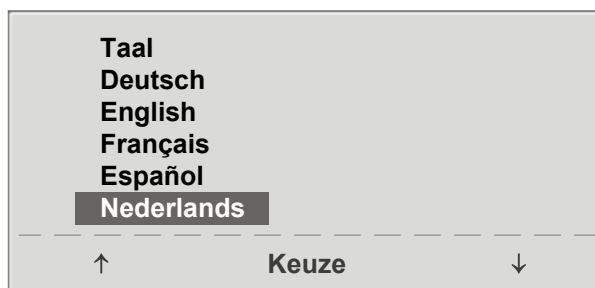 Taal
Deutsch
English
Français
Español
Nederlands
↑ Keuze ↓